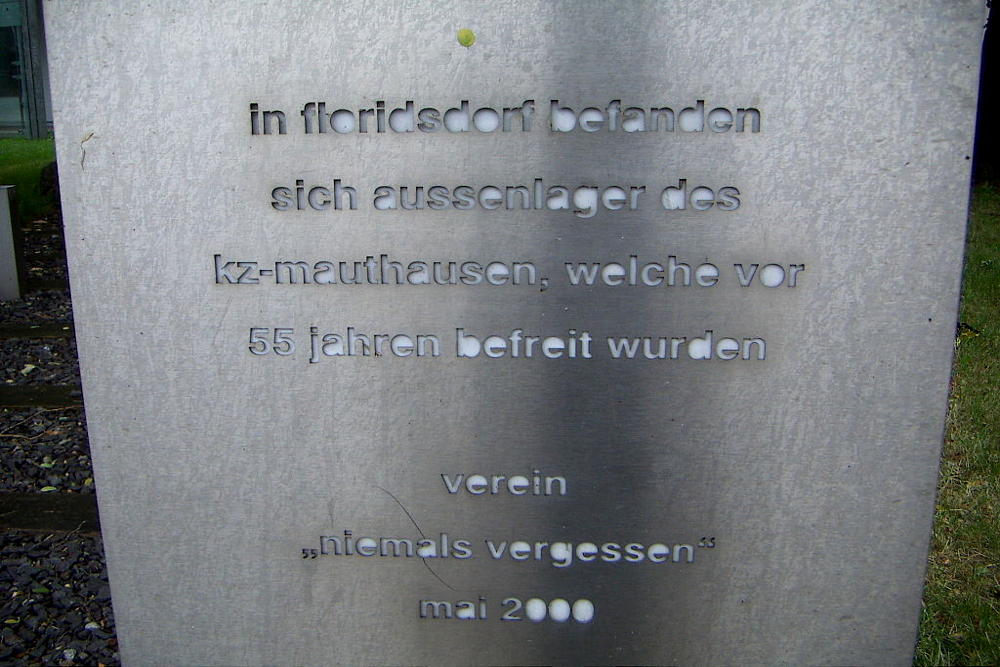 in floridsdorf befanden
sich aussenlager des
kz-mauthausen, welche vor
55 jahren befreit wurden
verein
„niemals vergessen“
mai 2000